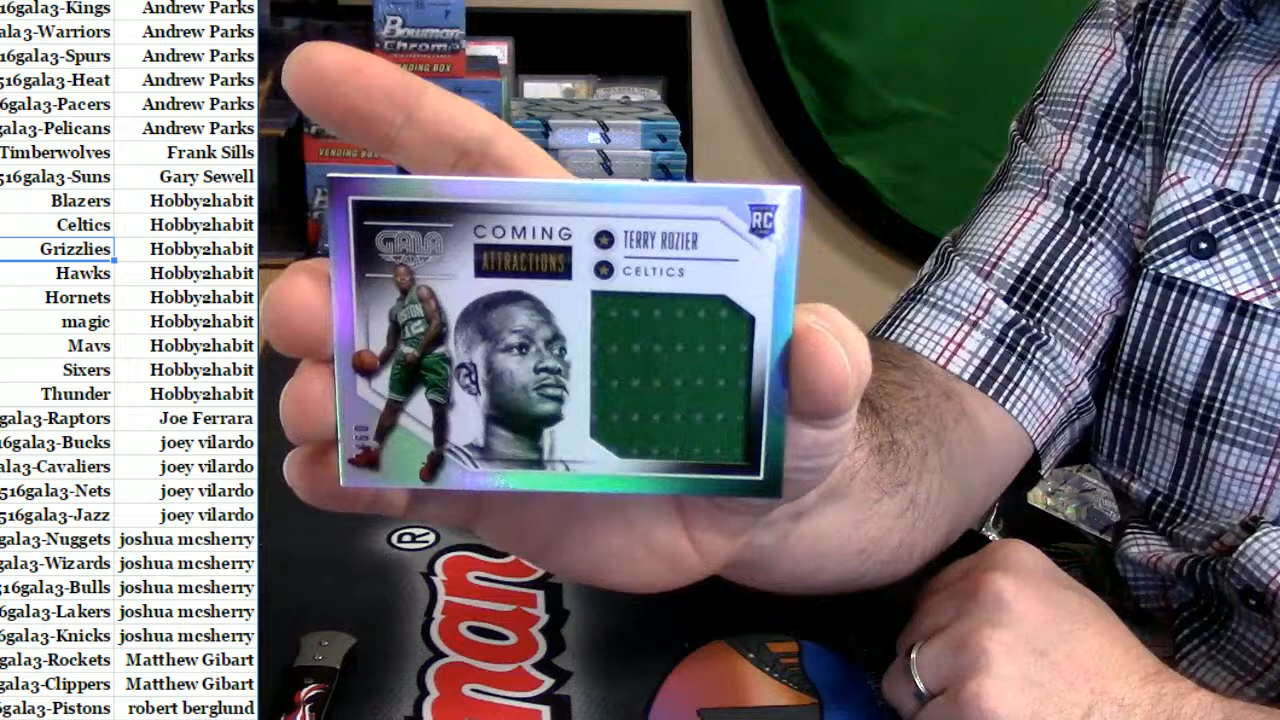 16gala3-Kings Andrew Parks
ala3-Warriors Andrew Parks
16gala3-Spurs Andrew Parks
516gala3-Heat Andrew Parks
6gala3-Pacers Andrew Parks
gala3-Pelicans Andrew Parks
Timberwolves Frank Sills
516gala3-Suns Gary Sewell
Blazers Hobby2habit
Celtics Hobby2habit
Grizzlies Hobby2habit
Hawks Hobby2habit
Hornets Hobby2habit
magic Hobby2habit
Mavs Hobby2habit
Sixers Hobby2habit
Thunder Hobby2habit
gala3-Raptors Joe Ferrara
16gala3-Bucks joey vilardo
ala3-Cavaliers joey vilardo
516gala3-Nets joey vilardo
516gala3-Jazz joey vilardo
gala3-Nuggets joshua mcsherry
gala3-Wizards joshua mcsherry
16gala3-Bulls joshua mcsherry
6gala3-Lakers joshua mcsherry
6gala3-Knicks joshua mcsherry
gala3-Rockets Matthew Gibart
gala3-Clippers Matthew Gibart
6gala3-Pistons robert berglund
Bowman
Chrome
VENDING BOX
VENDING BOX
GALA
COMING
ATTRACTIONS
TERRY ROZIER
CELTICS
RC
BOSTON
12
®